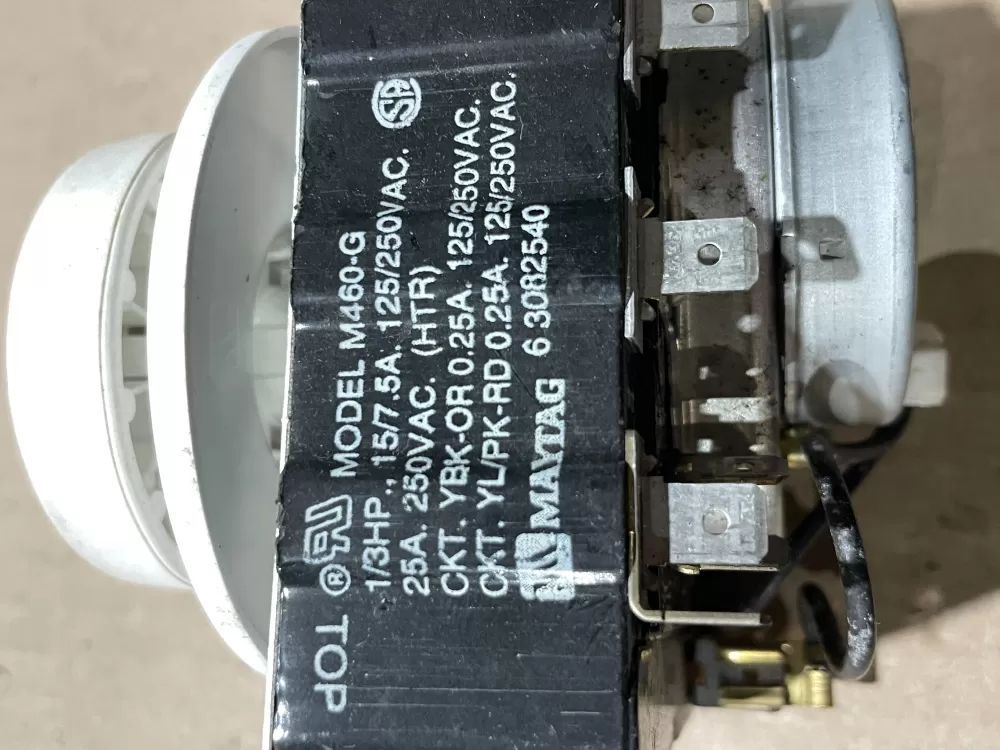 TOP ® MODEL M460-G
1/3HP., 15/7.5A. 125/250VAC. SA
25A. 250VAC. (HTR)
CKT. YBK-OR 0.25A. 125/250VAC.
CKT. YL/PK-RD 0.25A. 125/250VAC.
MAYTAG 6 3082540